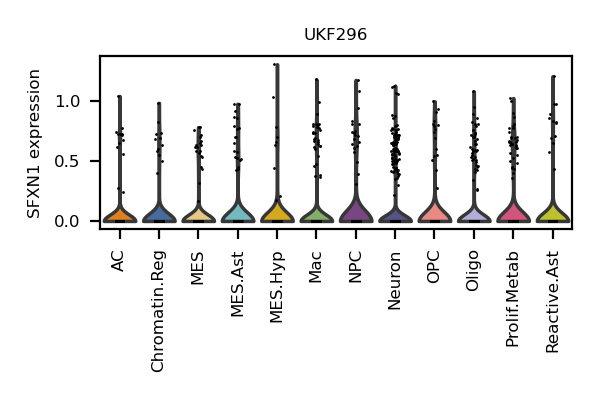 UKF296
SFXN1 expression
1.0
0.5
0.0
AC
Chromatin.Reg
MES
MES.Ast
MES.Hyp
Mac
NPC
Neuron
OPC
Oligo
Prolif.Metab
Reactive.Ast